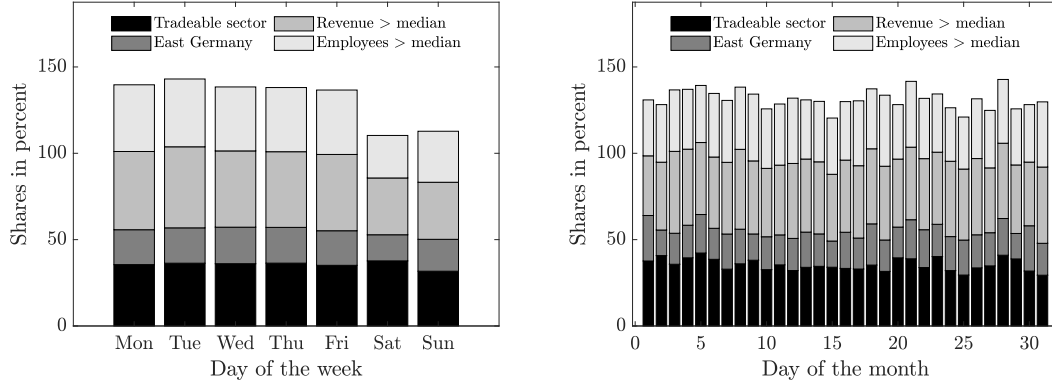 Tradeable sector
East Germany
Revenue > median
Employees > median
Shares in percent
150
100
50
0
Mon Tue Wed Thu Fri Sat Sun
Day of the week
Tradeable sector
East Germany
Revenue > median
Employees > median
Shares in percent
150
100
50
0
0 5 10 15 20 25 30
Day of the month